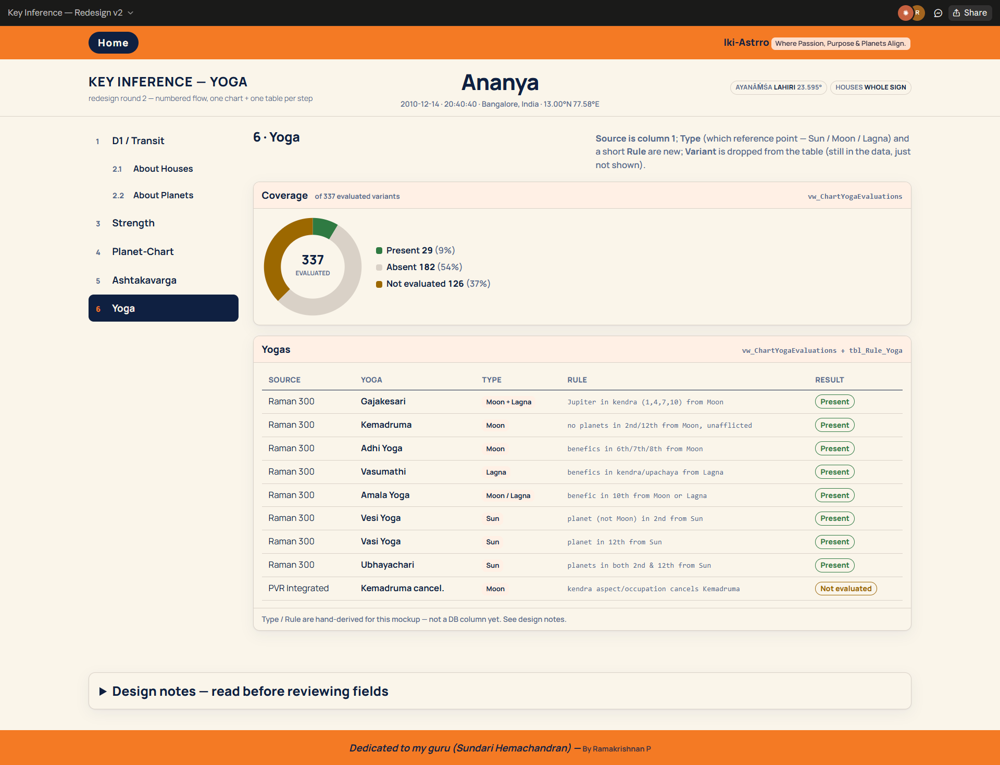 Key Inference — Redesign v2
R
Share
Home
Iki-Astrro Where Passion, Purpose & Planets Align.
KEY INFERENCE — YOGA
redesign round 2 — numbered flow, one chart + one table per step
Ananya
2010-12-14 · 20:40:40 · Bangalore, India · 13.00°N 77.58°E
AYANĀṀŚA LAHIRI 23.595°
HOUSES WHOLE SIGN
1 D1 / Transit
2.1 About Houses
2.2 About Planets
3 Strength
4 Planet-Chart
5 Ashtakavarga
6 Yoga
6 · Yoga
Source is column 1; Type (which reference point — Sun / Moon / Lagna) and
a short Rule are new; Variant is dropped from the table (still in the data, just
not shown).
Coverage of 337 evaluated variants
vw_ChartYogaEvaluations
337
EVALUATED
Present 29 (9%)
Absent 182 (54%)
Not evaluated 126 (37%)
Yogas
vw_ChartYogaEvaluations + tbl_Rule_Yoga
SOURCE YOGA TYPE RULE RESULT
Raman 300 Gajakesari Moon + Lagna Jupiter in kendra (1,4,7,10) from Moon Present
Raman 300 Kemadruma Moon no planets in 2nd/12th from Moon, unafflicted Present
Raman 300 Adhi Yoga Moon benefics in 6th/7th/8th from Moon Present
Raman 300 Vasumathi Lagna benefics in kendra/upachaya from Lagna Present
Raman 300 Amala Yoga Moon / Lagna benefic in 10th from Moon or Lagna Present
Raman 300 Vesi Yoga Sun planet (not Moon) in 2nd from Sun Present
Raman 300 Vasi Yoga Sun planet in 12th from Sun Present
Raman 300 Ubhayachari Sun planets in both 2nd & 12th from Sun Present
PVR Integrated Kemadruma cancel. Moon kendra aspect/occupation cancels Kemadruma Not evaluated
Type / Rule are hand-derived for this mockup — not a DB column yet. See design notes.
Design notes — read before reviewing fields
Dedicated to my guru (Sundari Hemachandran) — By Ramakrishnan P